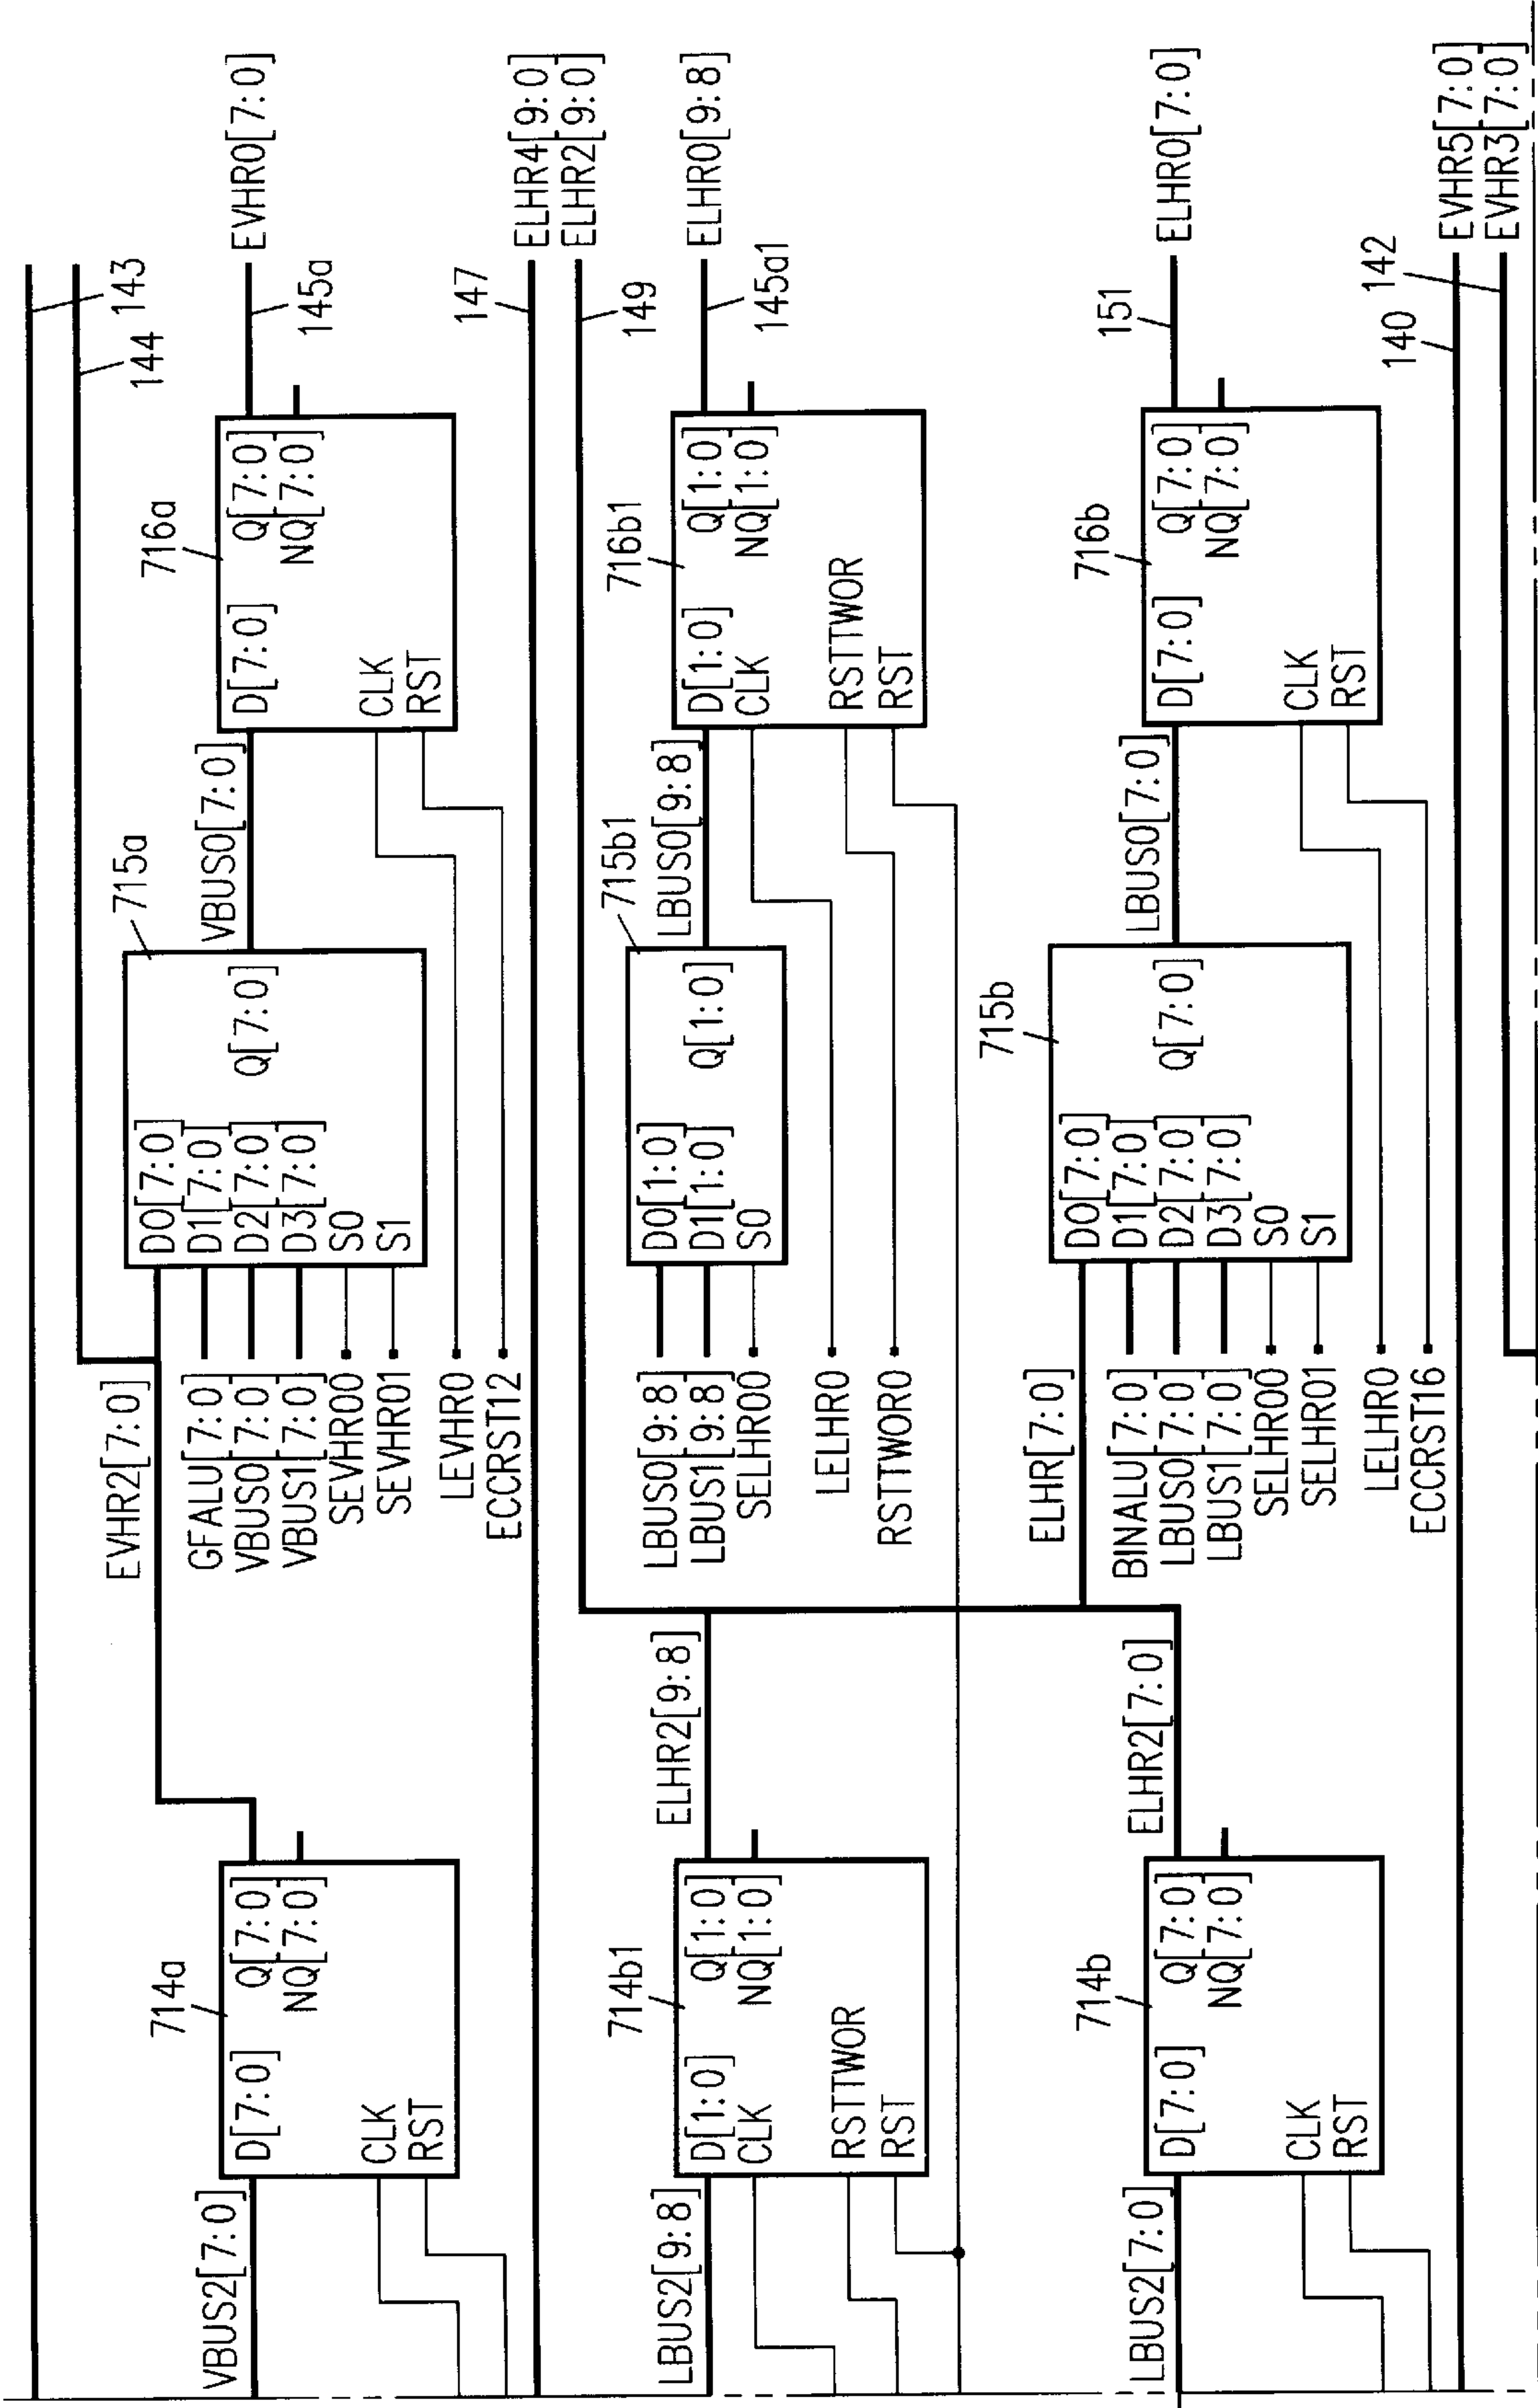 143
144
VBUS2[7:0]
714a
D[7:0]
Q[7:0]
NQ[7:0]
CLK
RST
EVHR2[7:0]
GFALU[7:0]
VBUS0[7:0]
VBUS1[7:0]
SEVHR00
SEVHR01
LEVHR0
ECCRST12
715a
D0[7:0]
D1[7:0]
D2[7:0]
D3[7:0]
S0
S1
Q[7:0]
VBUS0[7:0]
716a
D[7:0]
Q[7:0]
NQ[7:0]
CLK
RST
EVHR0[7:0]
145a
147
ELHR4[9:0]
ELHR2[9:0]
149
LBUS2[9:8]
714b1
D[1:0]
Q[1:0]
NQ[1:0]
CLK
RSTTWOR
RST
ELHR2[9:8]
LBUS0[9:8]
LBUS1[9:8]
SELHR00
LELHR0
RSTTWOR0
715b1
D0[1:0]
D1[1:0]
S0
Q[1:0]
LBUS0[9:8]
716b1
D[1:0]
Q[1:0]
NQ[1:0]
CLK
RSTTWOR
RST
ELHR0[9:8]
145a1
LBUS2[7:0]
714b
D[7:0]
Q[7:0]
NQ[7:0]
CLK
RST
ELHR2[7:0]
ELHR[7:0]
BINALU[7:0]
LBUS0[7:0]
LBUS1[7:0]
SELHR00
SELHR01
LELHR0
ECCRST16
715b
D0[7:0]
D1[7:0]
D2[7:0]
D3[7:0]
S0
S1
Q[7:0]
LBUS0[7:0]
716b
D[7:0]
Q[7:0]
NQ[7:0]
CLK
RST
ELHR0[7:0]
151
140
142
EVHR5[7:0]
EVHR3[7:0]